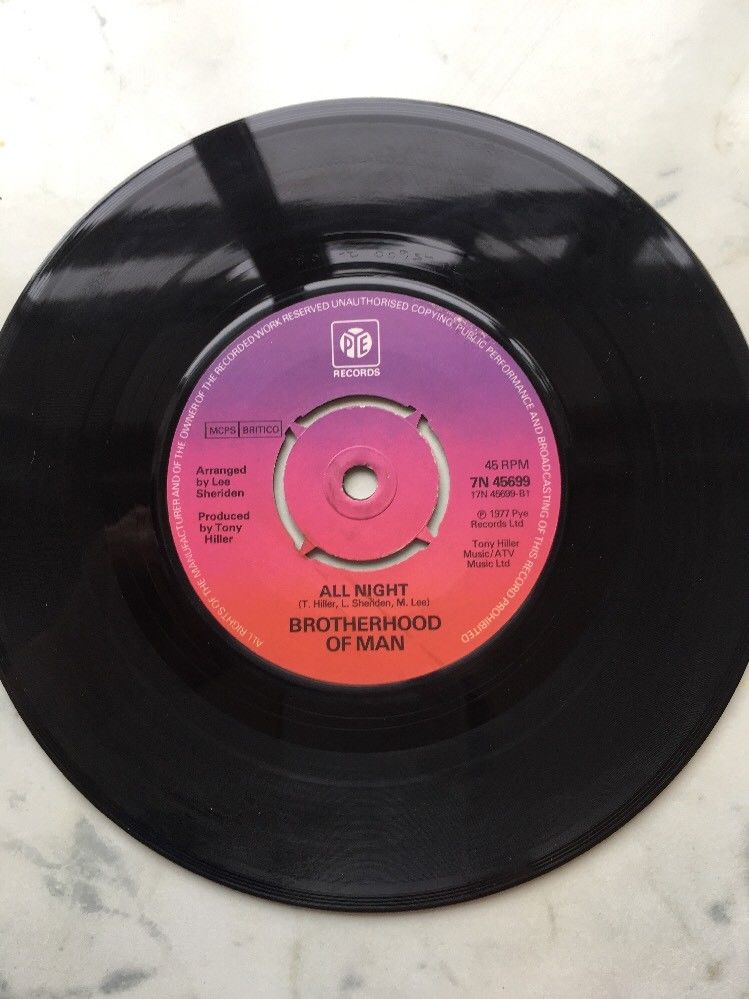 ALL RIGHTS OF THE MANUFACTURER AND OF THE OWNER OF THE RECORDED WORK RESERVED UNAUTHORISED COPYING, PUBLIC PERFORMANCE AND BROADCASTING OF THIS RECORD PROHIBITED
PYE
RECORDS
MCPS BRITICO
Arranged
by Lee
Sheriden
Produced
by Tony
Hiller
45 RPM
7N 45699
17N 45699-B1
℗ 1977 Pye
Records Ltd
Tony Hiller
Music/ATV
Music Ltd
ALL NIGHT
(T. Hiller, L. Sheriden, M. Lee)
BROTHERHOOD
OF MAN